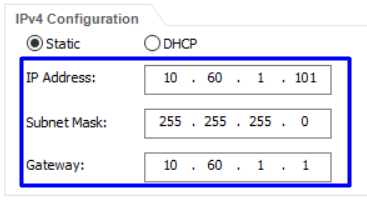 IPv4 Configuration
Static DHCP
IP Address: 10 . 60 . 1 . 101
Subnet Mask: 255 . 255 . 255 . 0
Gateway: 10 . 60 . 1 . 1